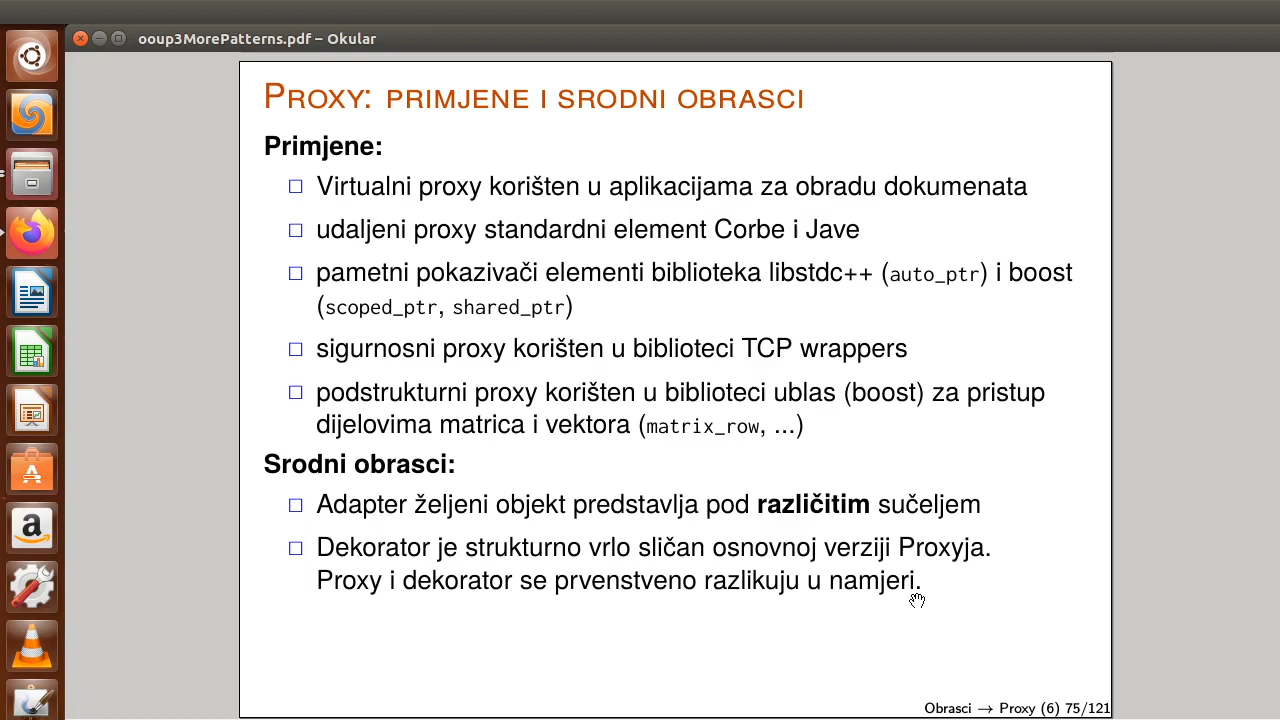 ooup3MorePatterns.pdf – Okular
Proxy: primjene i srodni obrasci
Primjene:
Virtualni proxy korišten u aplikacijama za obradu dokumenata
udaljeni proxy standardni element Corbe i Jave
pametni pokazivači elementi biblioteka libstdc++ (auto_ptr) i boost
(scoped_ptr, shared_ptr)
sigurnosni proxy korišten u biblioteci TCP wrappers
podstrukturni proxy korišten u biblioteci ublas (boost) za pristup
dijelovima matrica i vektora (matrix_row, ...)
Srodni obrasci:
Adapter željeni objekt predstavlja pod različitim sučeljem
Dekorator je strukturno vrlo sličan osnovnoj verziji Proxyja.
Proxy i dekorator se prvenstveno razlikuju u namjeri.
Obrasci → Proxy (6) 75/121